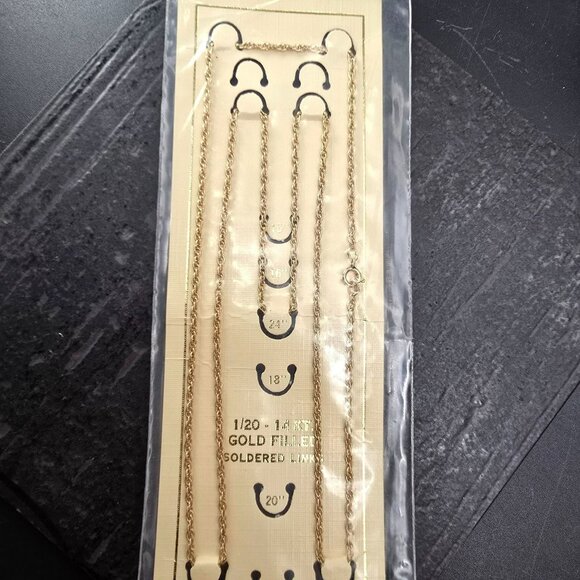 24"
18"
1/20 - 14 KT.
GOLD FILLED
SOLDERED LINKS
20"